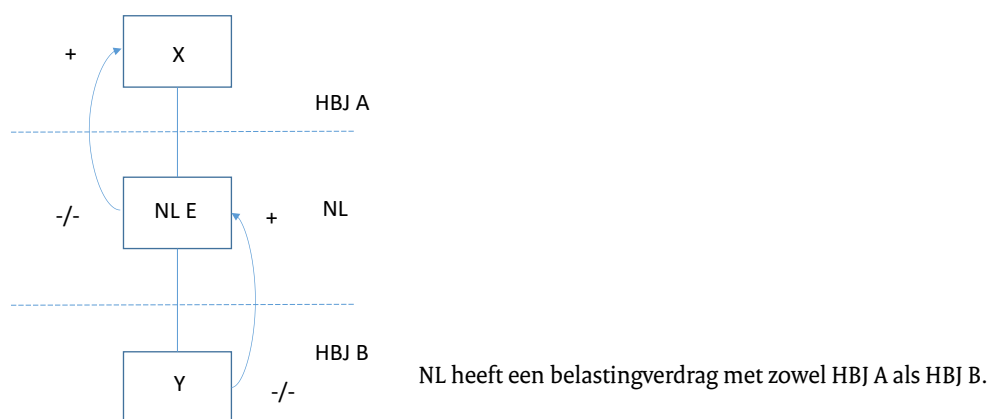 X
+
HBJ A
NL E
-/-
+
NL
HBJ B
Y
-/-
NL heeft een belastingverdrag met zowel HBJ A als HBJ B.